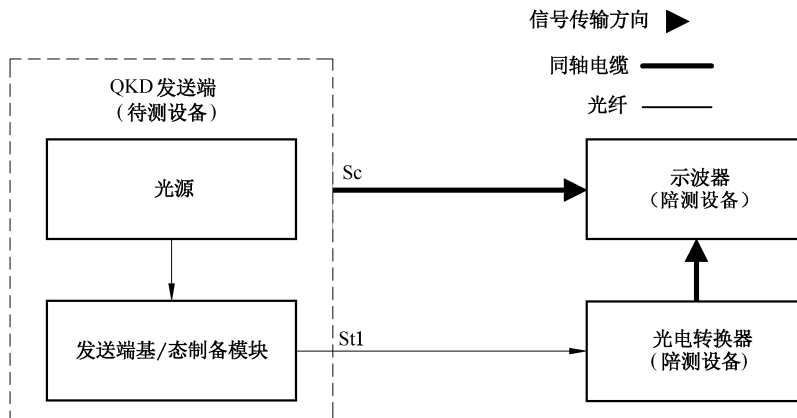 信号传输方向
同轴电缆
光纤
QKD发送端
(待测设备)
光源
Sc
示波器
(陪测设备)
发送端基/态制备模块
St1
光电转换器
(陪测设备)